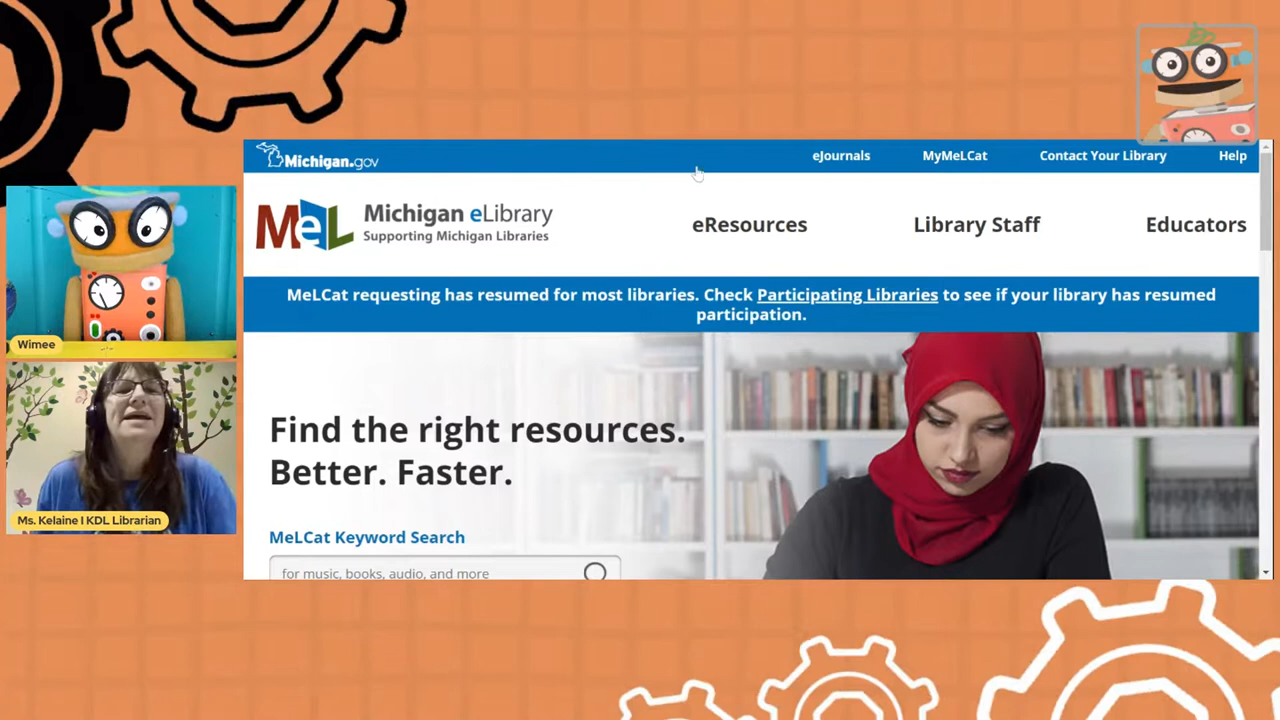 Michigan.gov
eJournals
MyMeLCat
Contact Your Library
Help
MeL
Michigan eLibrary
Supporting Michigan Libraries
eResources
Library Staff
Educators
MeLCat requesting has resumed for most libraries. Check Participating Libraries to see if your library has resumed
participation.
Wimee
Ms. Kelaine I KDL Librarian
Find the right resources.
Better. Faster.
MeLCat Keyword Search
for music, books, audio, and more